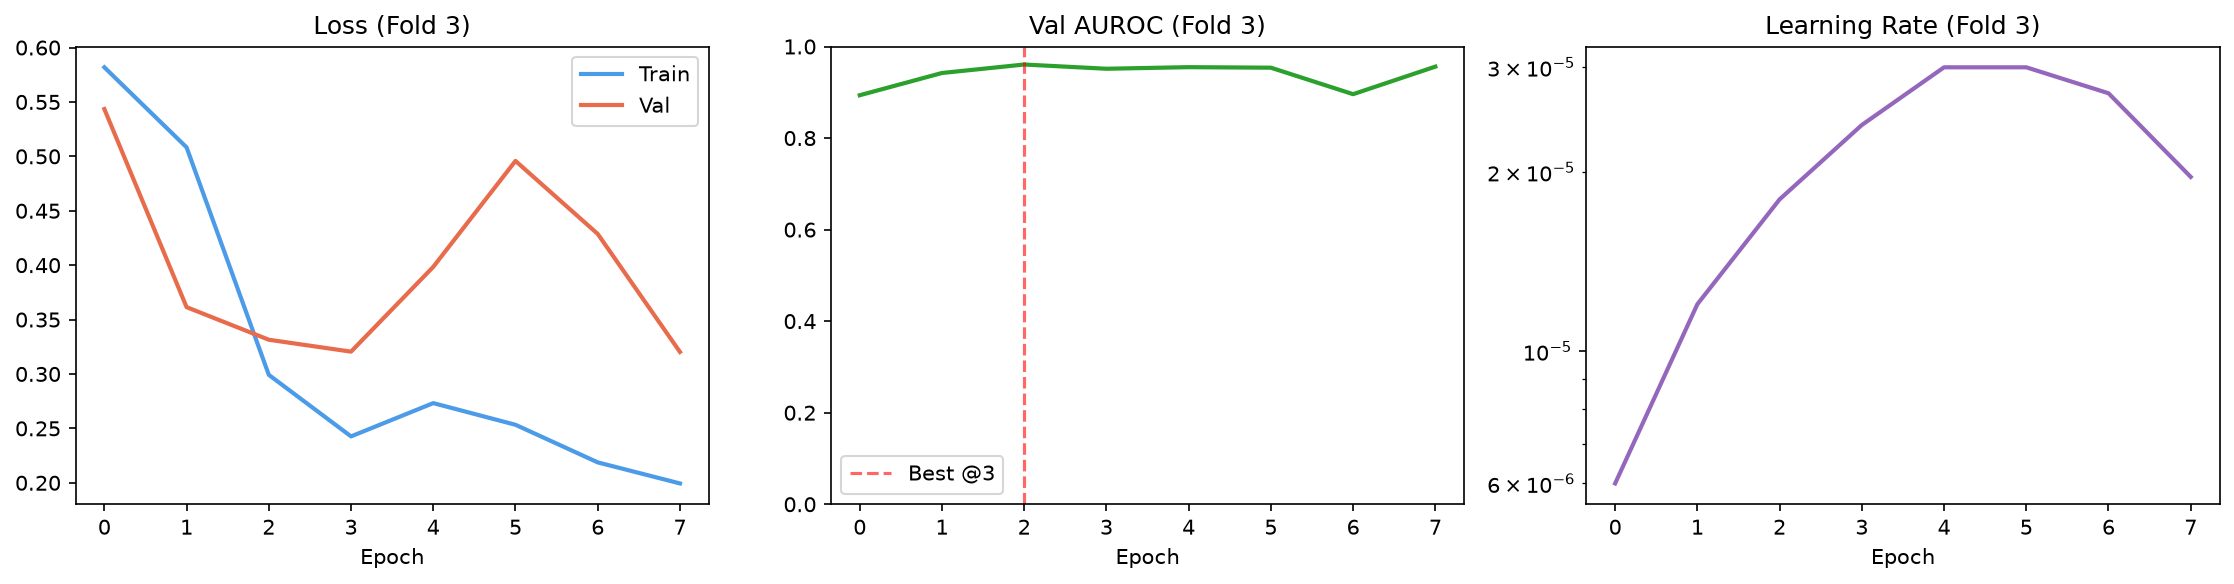 Loss (Fold 3)
0.60
0.55
0.50
0.45
0.40
0.35
0.30
0.25
0.20
0 1 2 3 4 5 6 7
Epoch
Train
Val
Val AUROC (Fold 3)
1.0
0.8
0.6
0.4
0.2
0.0
0 1 2 3 4 5 6 7
Epoch
Best @3
Learning Rate (Fold 3)
3 × 10⁻⁵
2 × 10⁻⁵
10⁻⁵
6 × 10⁻⁶
0 1 2 3 4 5 6 7
Epoch